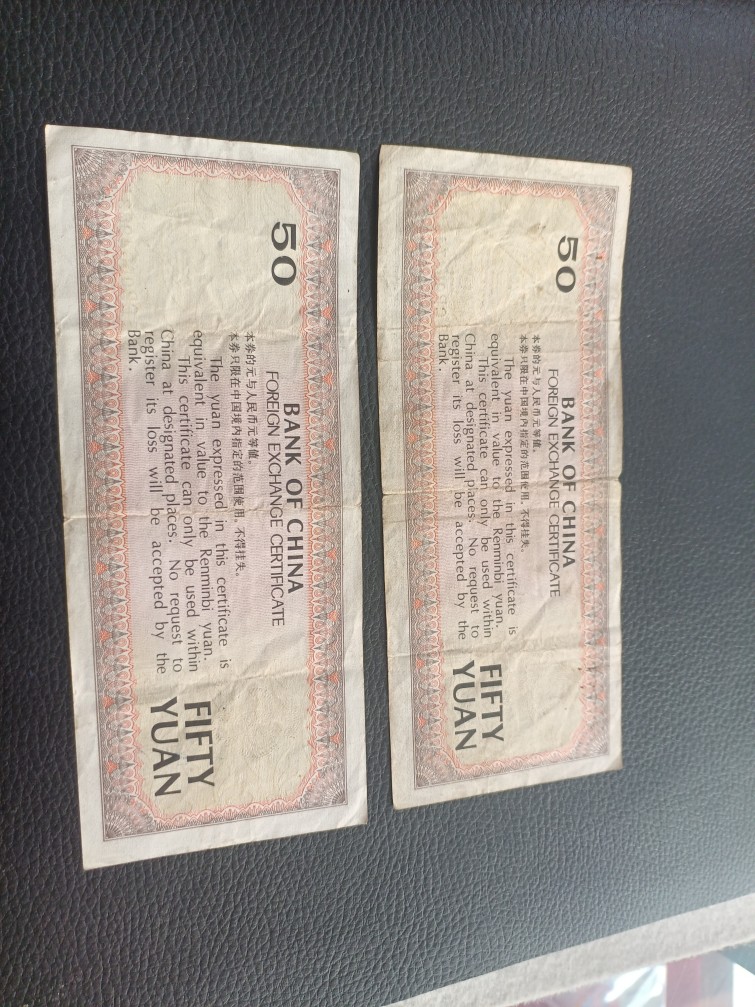 50
BANK OF CHINA
FOREIGN EXCHANGE CERTIFICATE
本券的元与人民币元等值。
本券只限在中国境内指定的范围使用,不得挂失。
The yuan expressed in this certificate is
equivalent in value to the Renminbi yuan.
This certificate can only be used within
China at designated places. No request to
register its loss will be accepted by the
Bank.
FIFTY
YUAN
50
BANK OF CHINA
FOREIGN EXCHANGE CERTIFICATE
本券的元与人民币元等值。
本券只限在中国境内指定的范围使用,不得挂失。
The yuan expressed in this certificate is
equivalent in value to the Renminbi yuan.
This certificate can only be used within
China at designated places. No request to
register its loss will be accepted by the
Bank.
FIFTY
YUAN